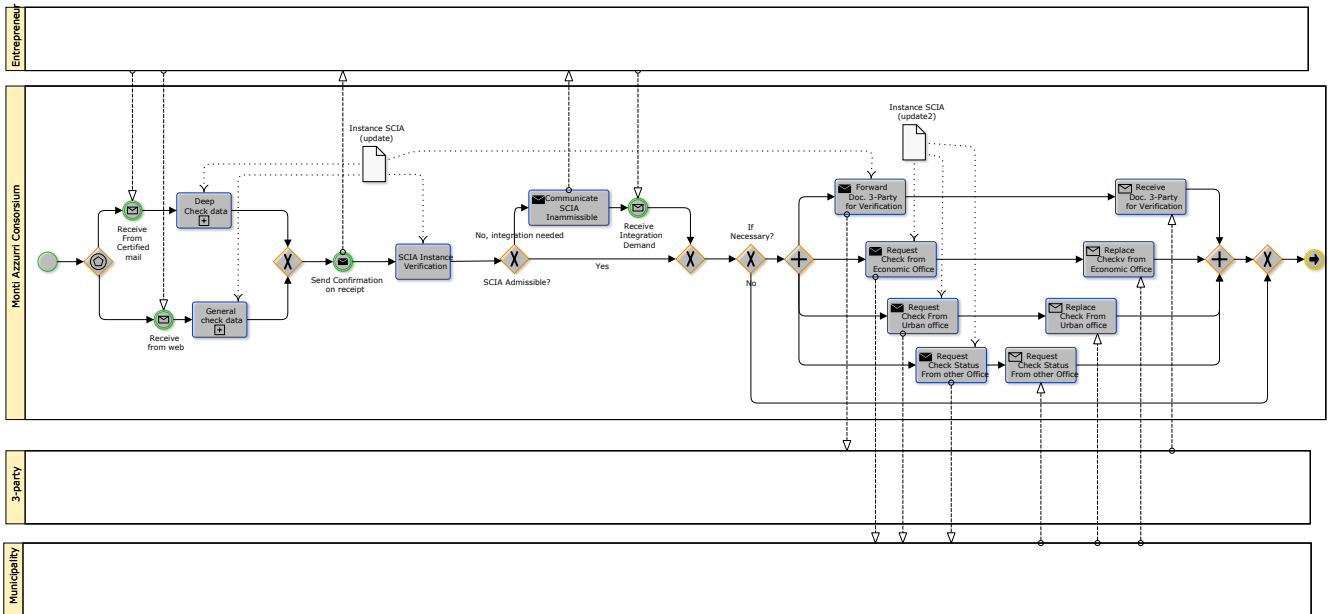 Entrepreneur
Monti Azzurri Consorsium
Instance SCIA
(update)
Instance SCIA
(update2)
Deep
Check data
Receive
From
Certified
mail
General
check data
Receive
from web
Send Confirmation
on receipt
SCIA Instance
Verification
Communicate
SCIA
Inammissible
No, integration needed
Yes
SCIA Admissible?
Receive
Integration
Demand
If
Necessary?
No
Forward
Doc. 3-Party
for Verification
Receive
Doc. 3-Party
for Verification
Request
Check from
Economic Office
Replace
Checkv from
Economic Office
Request
Check From
Urban office
Replace
Check From
Urban office
Request
Check Status
From other Office
Request
Check Status
From other Office
3-party
Municipality